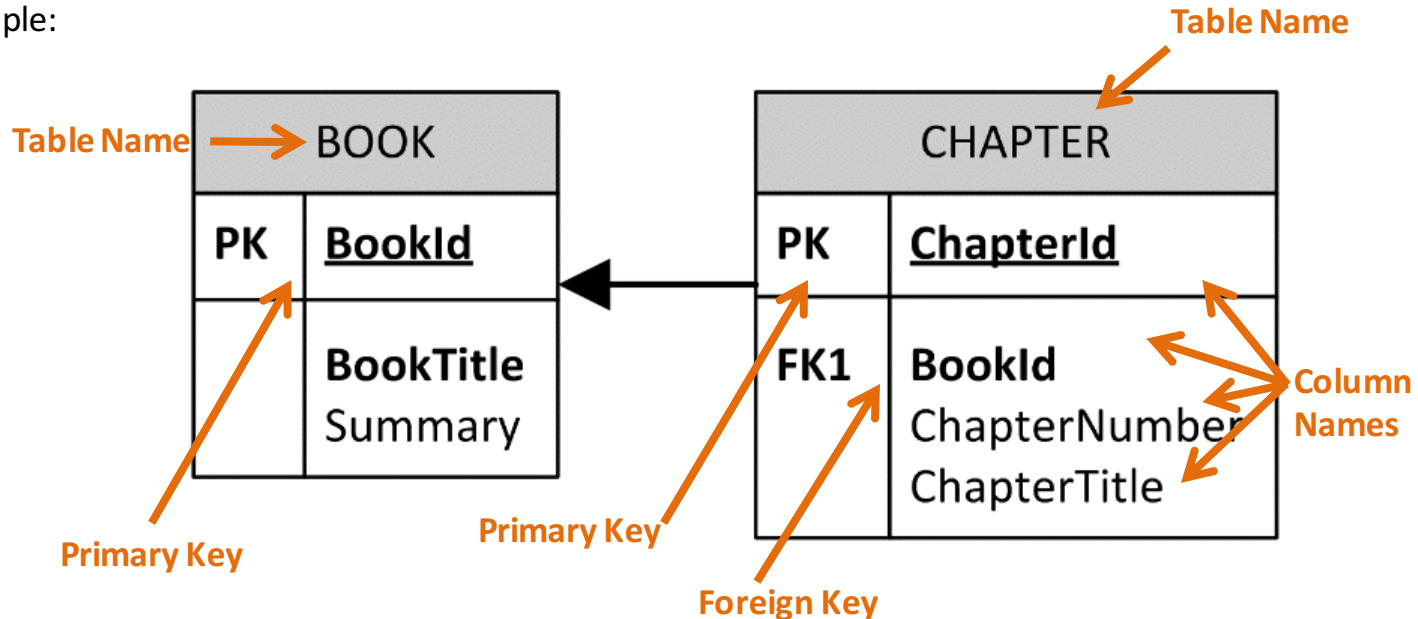 ple:
Table Name
Table Name
BOOK
CHAPTER
PK
BookId
PK
ChapterId
BookTitle
Summary
FK1
BookId
ChapterNumber
ChapterTitle
Column
Names
Primary Key
Primary Key
Foreign Key